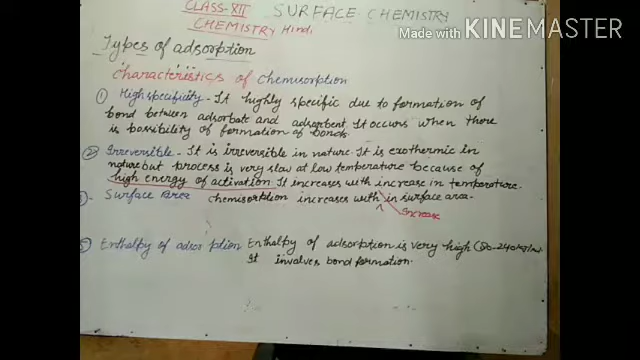 CLASS-XII SURFACE CHEMISTRY
CHEMISTRY Hindi
Made with KINEMASTER
Types of adsorption
Characteristics of chemisorption
① High specificity - It highly specific due to formation of
bond between adsorbate and adsorbent. It occurs when there
is possibility of formation of bonds.
② Irreversible - It is irreversible in nature. It is exothermic in
nature but process is very slow at low temperature because of
high energy of activation. It increases with increase in temperature.
③ - Surface Area chemisorption increases with in surface area.
^ Increase
⑤ Enthalpy of adsorption Enthalpy of adsorption is very high (80-240
It involves bond formation.